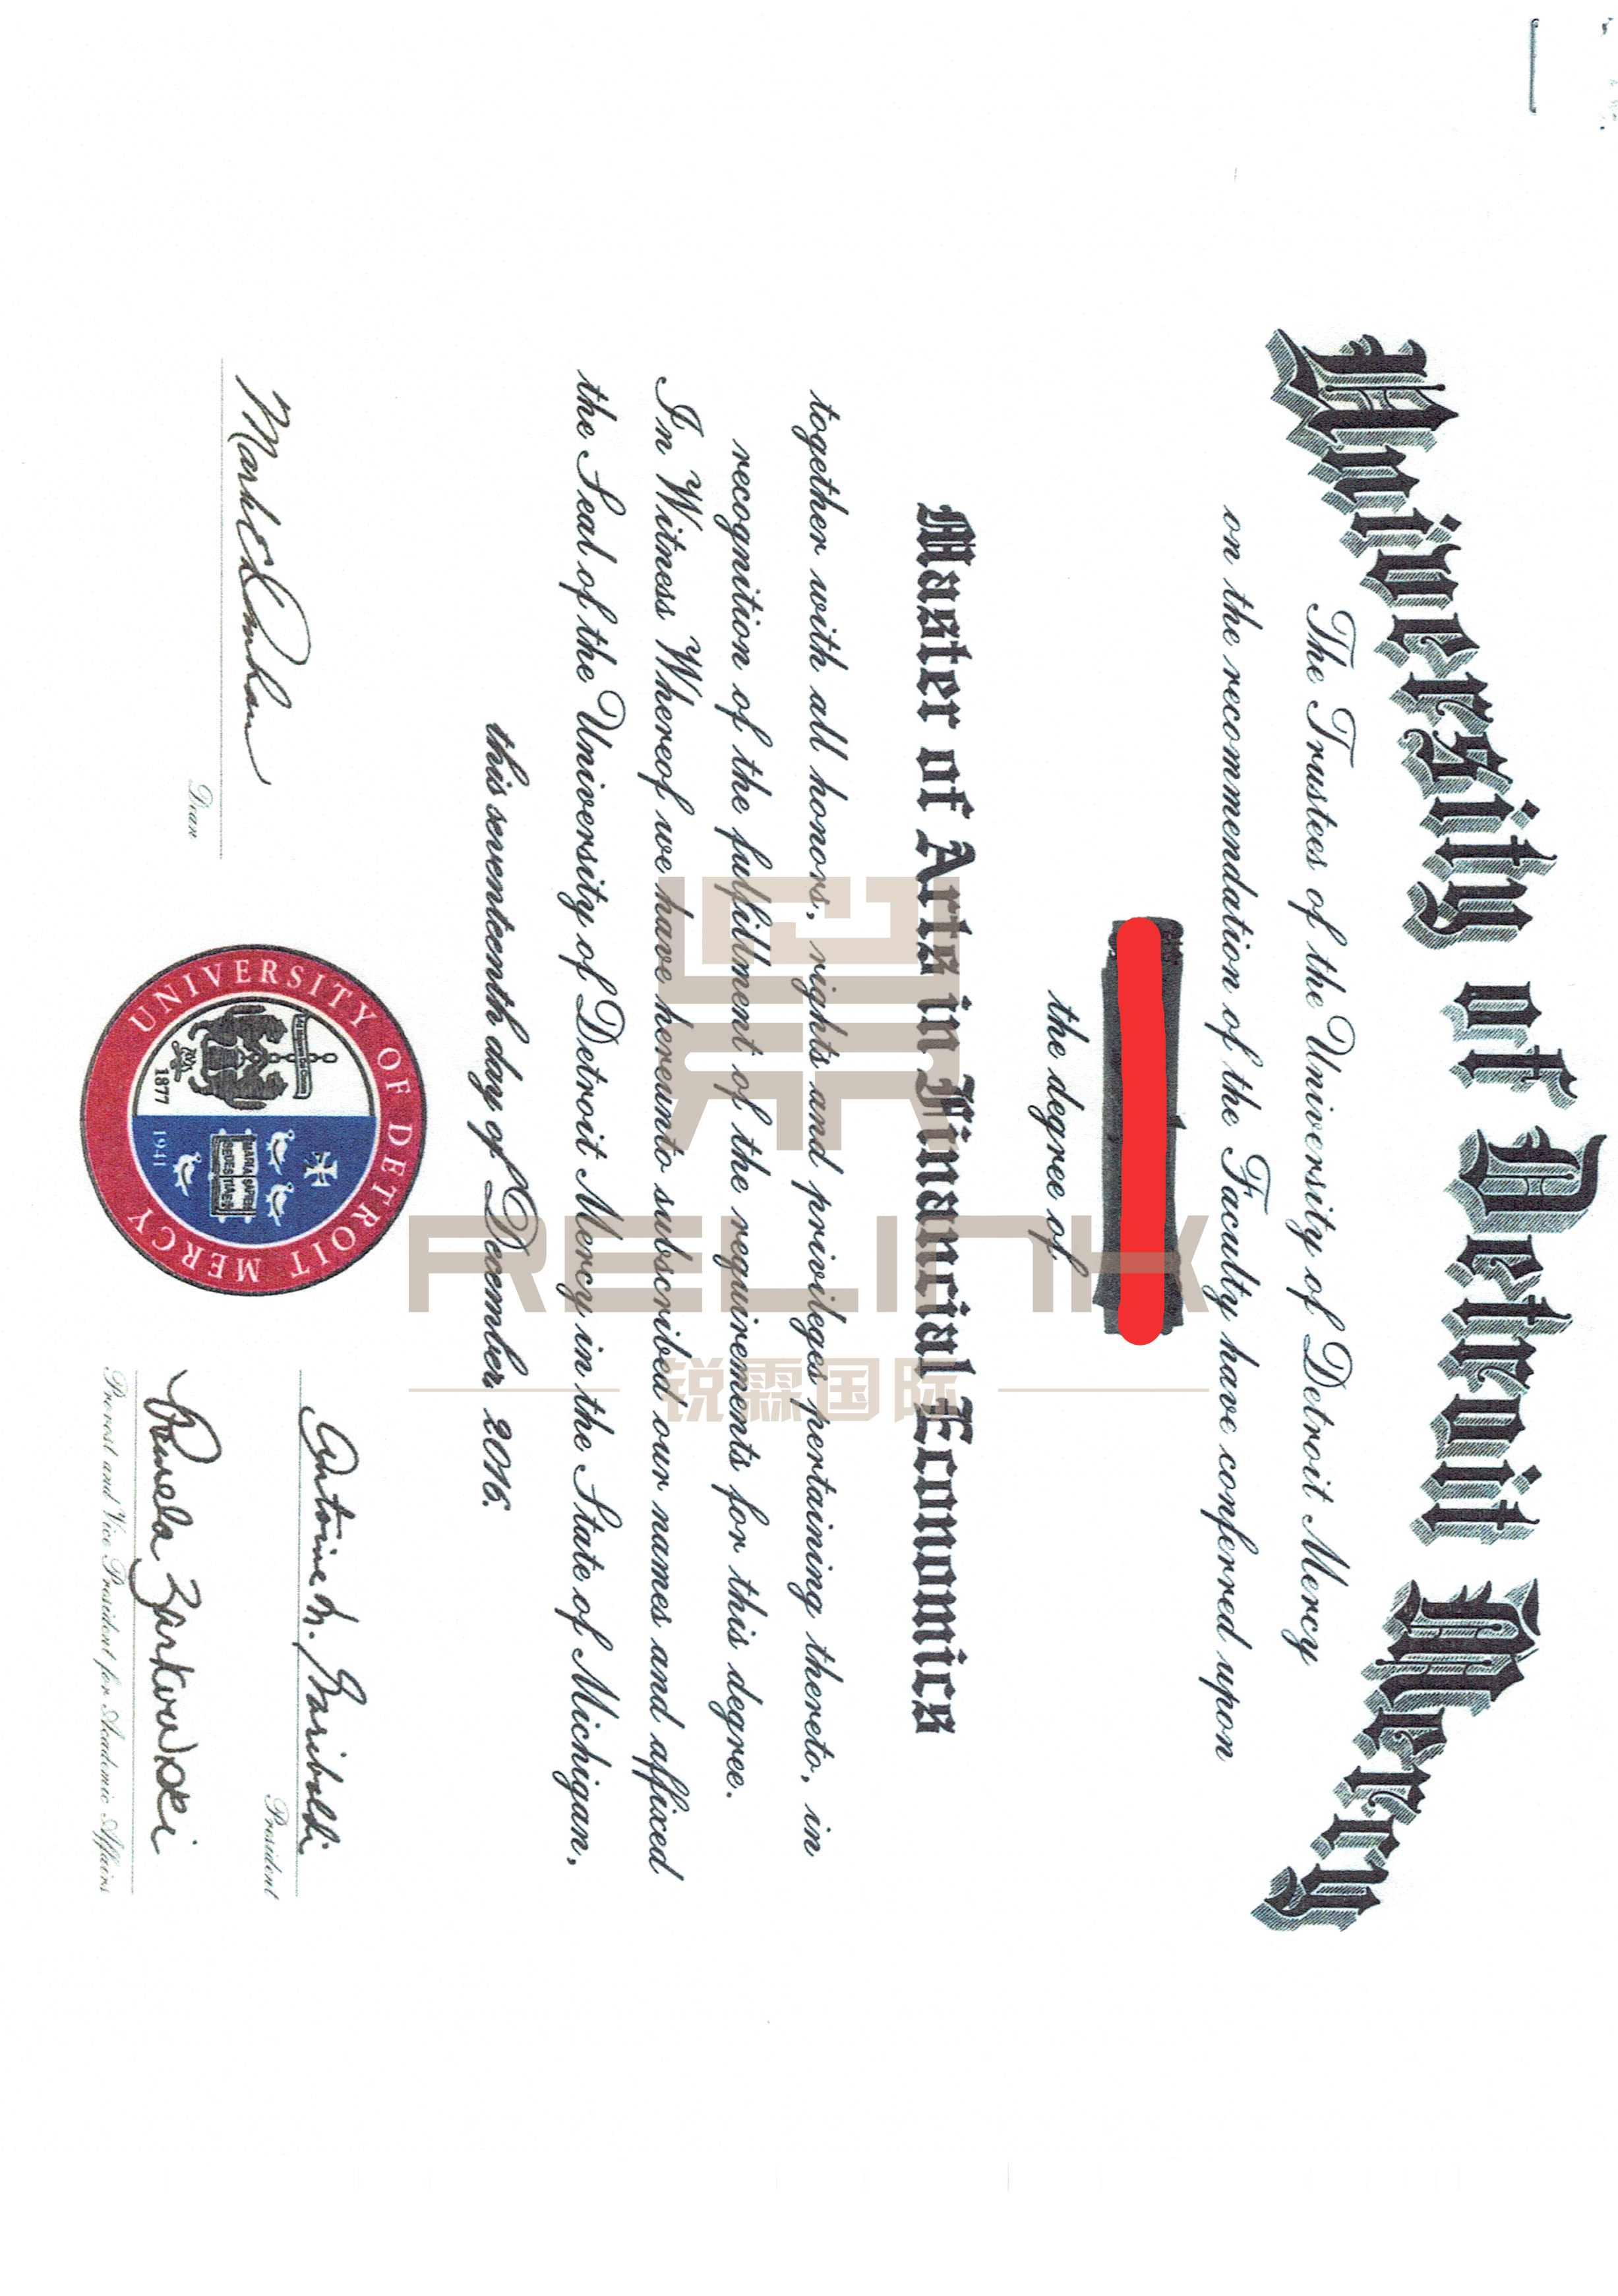 University of Detroit Mercy
The Trustees of the University of Detroit Mercy
on the recommendation of the Faculty have conferred upon
the degree of
Master of Arts in Financial Economics
together with all honors, rights and privileges pertaining thereto, in
recognition of the fulfillment of the requirements for this degree.
In Witness Whereof we have hereunto subscribed our names and affixed
the Seal of the University of Detroit Mercy in the State of Michigan,
this seventeenth day of December, 2016.
Antoine M. Garibaldi
President
Dean
Pamela Zarkowski
Provost and Vice President for Academic Affairs
UNIVERSITY OF DETROIT MERCY
1877
1941
MARIA SEDES SAPIENTIAE
RELINK
锐霖国际